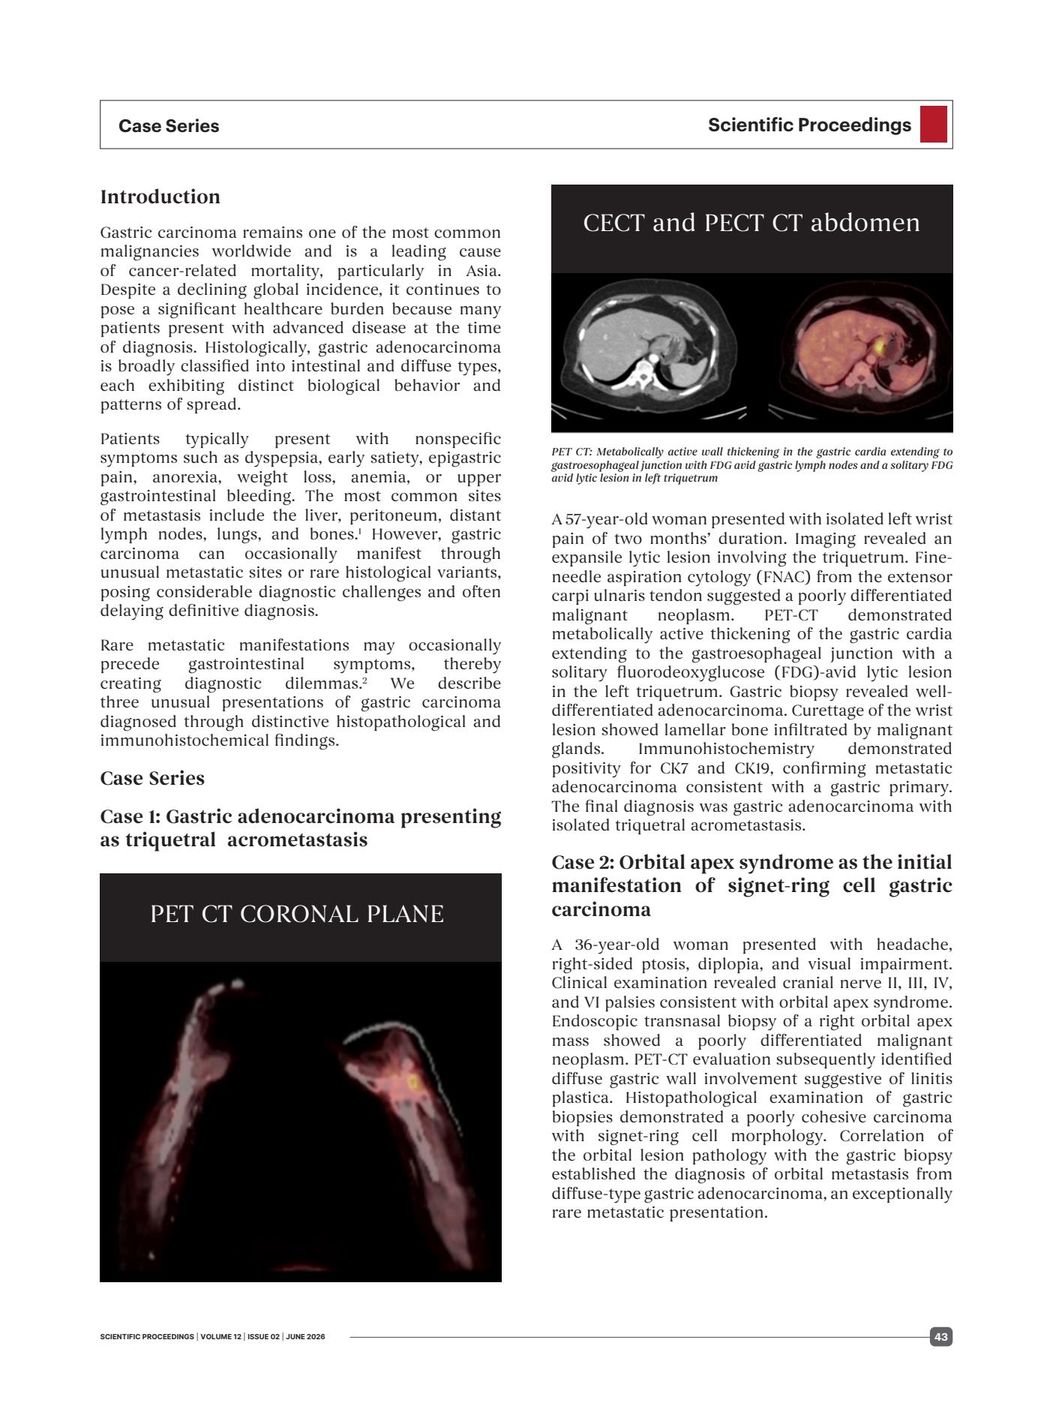 Case Series
Scientific Proceedings
Introduction
Gastric carcinoma remains one of the most common
malignancies worldwide and is a leading cause
of cancer-related mortality, particularly in Asia.
Despite a declining global incidence, it continues to
pose a significant healthcare burden because many
patients present with advanced disease at the time
of diagnosis. Histologically, gastric adenocarcinoma
is broadly classified into intestinal and diffuse types,
each exhibiting distinct biological behavior and
patterns of spread.
Patients typically present with nonspecific
symptoms such as dyspepsia, early satiety, epigastric
pain, anorexia, weight loss, anemia, or upper
gastrointestinal bleeding. The most common sites
of metastasis include the liver, peritoneum, distant
lymph nodes, lungs, and bones.¹ However, gastric
carcinoma can occasionally manifest through
unusual metastatic sites or rare histological variants,
posing considerable diagnostic challenges and often
delaying definitive diagnosis.
Rare metastatic manifestations may occasionally
precede gastrointestinal symptoms, thereby
creating diagnostic dilemmas.² We describe
three unusual presentations of gastric carcinoma
diagnosed through distinctive histopathological and
immunohistochemical findings.
Case Series
Case 1: Gastric adenocarcinoma presenting
as triquetral acrometastasis
PET CT CORONAL PLANE
CECT and PECT CT abdomen
PET CT: Metabolically active wall thickening in the gastric cardia extending to
gastroesophageal junction with FDG avid gastric lymph nodes and a solitary FDG
avid lytic lesion in left triquetrum
A 57-year-old woman presented with isolated left wrist
pain of two months' duration. Imaging revealed an
expansile lytic lesion involving the triquetrum. Fine-
needle aspiration cytology (FNAC) from the extensor
carpi ulnaris tendon suggested a poorly differentiated
malignant neoplasm. PET-CT demonstrated
metabolically active thickening of the gastric cardia
extending to the gastroesophageal junction with a
solitary fluorodeoxyglucose (FDG)-avid lytic lesion
in the left triquetrum. Gastric biopsy revealed well-
differentiated adenocarcinoma. Curettage of the wrist
lesion showed lamellar bone infiltrated by malignant
glands. Immunohistochemistry demonstrated
positivity for CK7 and CK19, confirming metastatic
adenocarcinoma consistent with a gastric primary.
The final diagnosis was gastric adenocarcinoma with
isolated triquetral acrometastasis.
Case 2: Orbital apex syndrome as the initial
manifestation of signet-ring cell gastric
carcinoma
A 36-year-old woman presented with headache,
right-sided ptosis, diplopia, and visual impairment.
Clinical examination revealed cranial nerve II, III, IV,
and VI palsies consistent with orbital apex syndrome.
Endoscopic transnasal biopsy of a right orbital apex
mass showed a poorly differentiated malignant
neoplasm. PET-CT evaluation subsequently identified
diffuse gastric wall involvement suggestive of linitis
plastica. Histopathological examination of gastric
biopsies demonstrated a poorly cohesive carcinoma
with signet-ring cell morphology. Correlation of
the orbital lesion pathology with the gastric biopsy
established the diagnosis of orbital metastasis from
diffuse-type gastric adenocarcinoma, an exceptionally
rare metastatic presentation.
SCIENTIFIC PROCEEDINGS | VOLUME 12 | ISSUE 02 | JUNE 2026
43